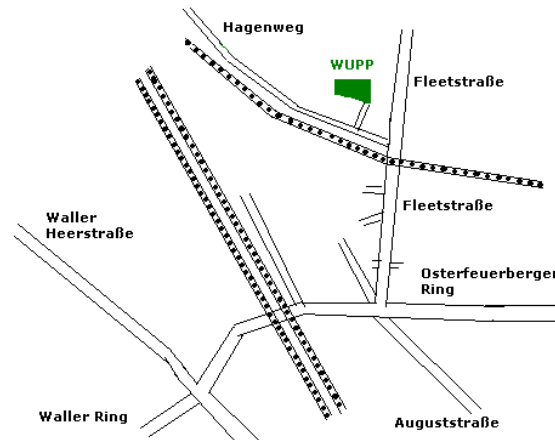 Hagenweg
WUPP
Fleetstraße
Fleetstraße
Waller
Heerstraße
Osterfeuerberger
Ring
Waller Ring
Auguststraße